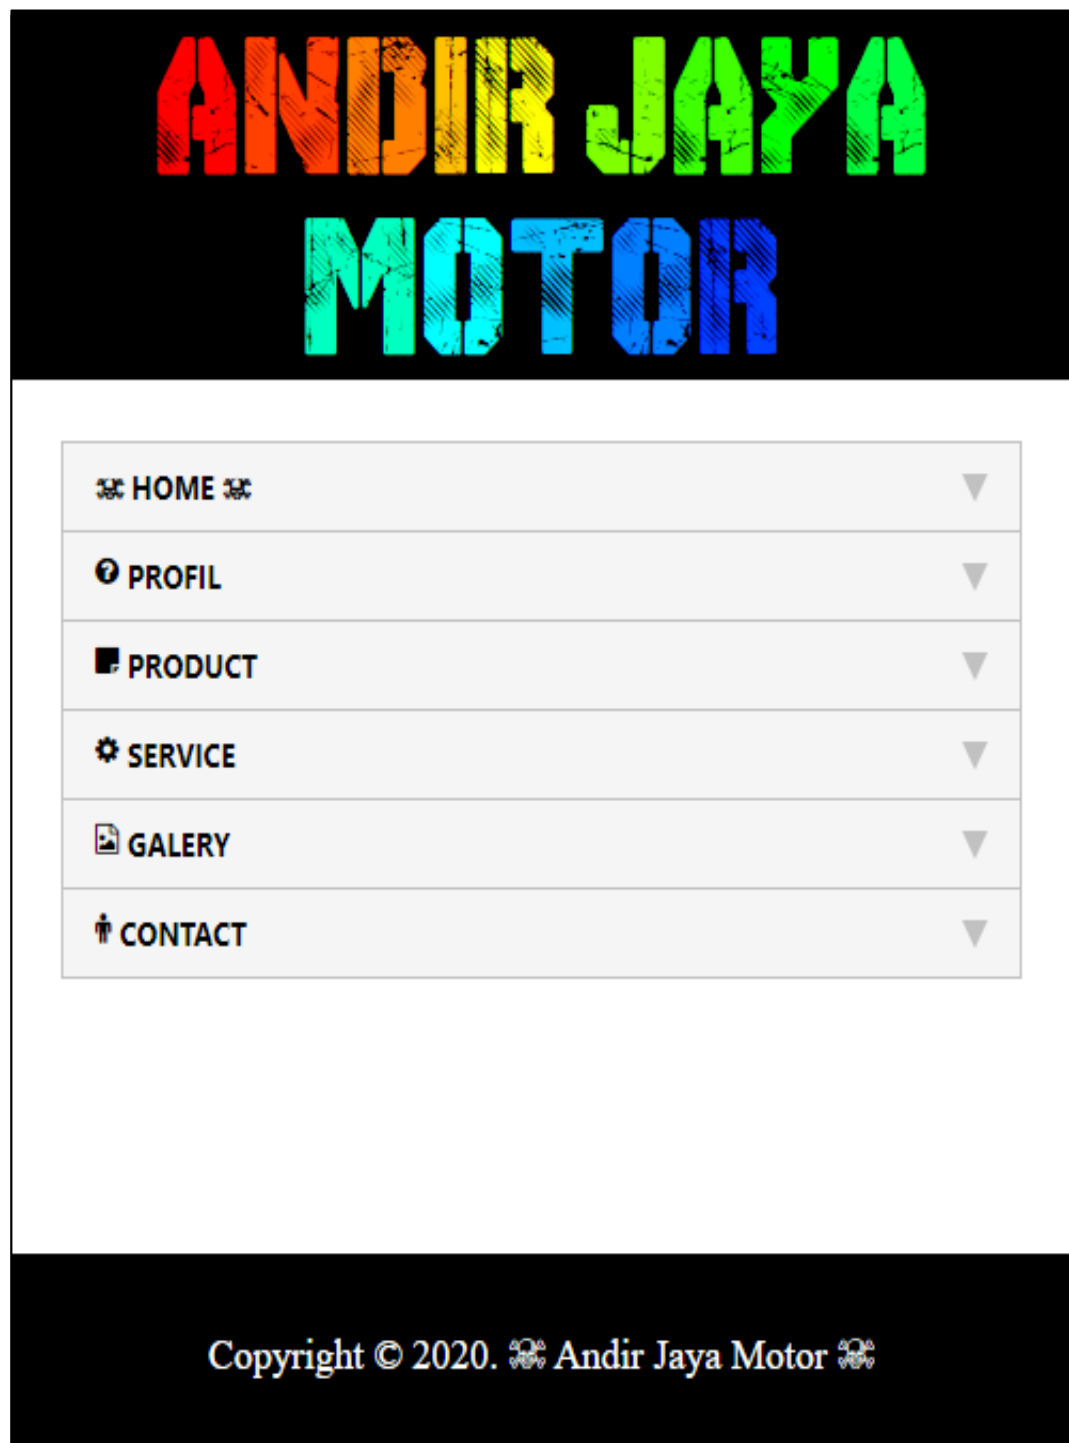 ANDIR JAYA
MOTOR
☠ HOME ☠
PROFIL
PRODUCT
SERVICE
GALERY
CONTACT
Copyright © 2020. ☠ Andir Jaya Motor ☠